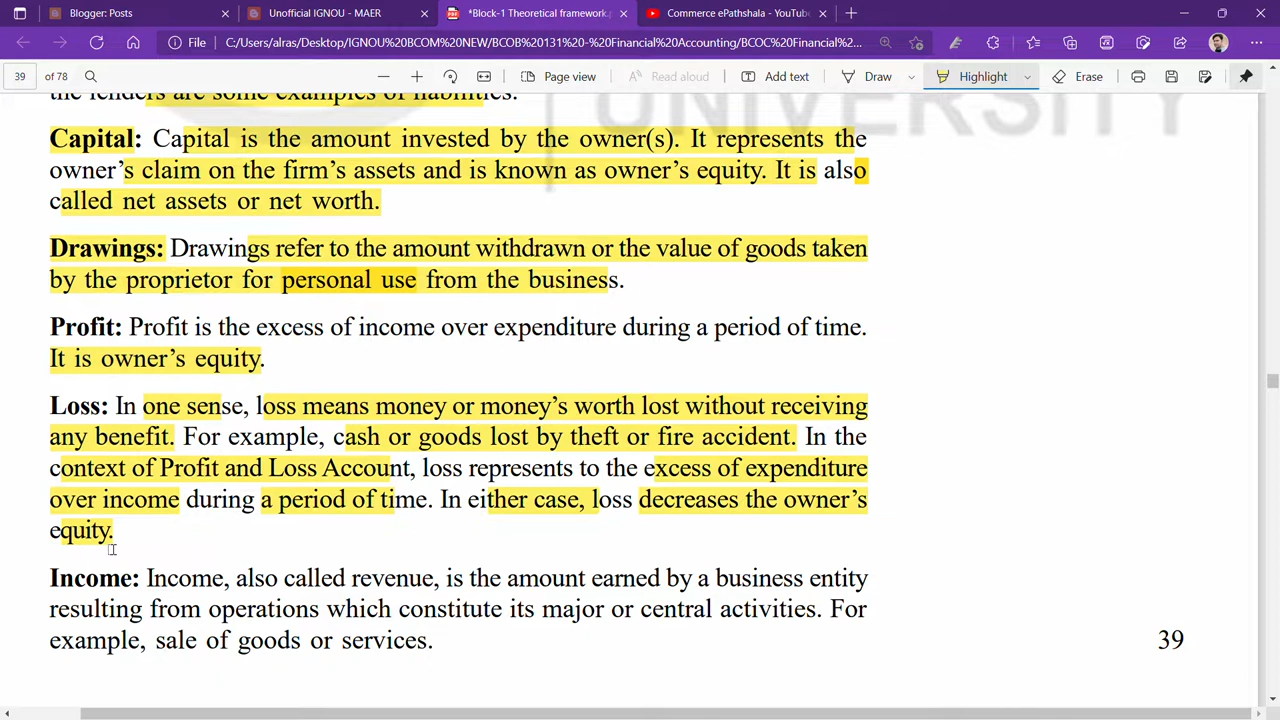 Blogger: Posts
Unofficial IGNOU - MAER
*Block-1 Theoretical framework.
Commerce ePathshala - YouTub
File C:/Users/alras/Desktop/IGNOU%20BCOM%20NEW/BCOB%20131%20-%20Financial%20Accounting/BCOC%20Financial%2...
39 of 78 Page view Read aloud Add text Draw Highlight Erase
the lenders are some examples of liabilities.
UNIVERSITY
Capital: Capital is the amount invested by the owner(s). It represents the
owner's claim on the firm's assets and is known as owner's equity. It is also
called net assets or net worth.
Drawings: Drawings refer to the amount withdrawn or the value of goods taken
by the proprietor for personal use from the business.
Profit: Profit is the excess of income over expenditure during a period of time.
It is owner's equity.
Loss: In one sense, loss means money or money's worth lost without receiving
any benefit. For example, cash or goods lost by theft or fire accident. In the
context of Profit and Loss Account, loss represents to the excess of expenditure
over income during a period of time. In either case, loss decreases the owner's
equity.
Income: Income, also called revenue, is the amount earned by a business entity
resulting from operations which constitute its major or central activities. For
example, sale of goods or services.
39